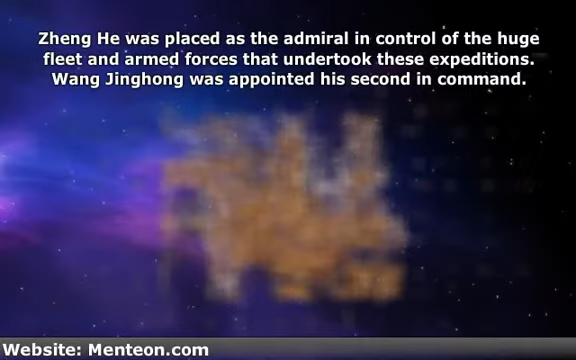 Zheng He was placed as the admiral in control of the huge
fleet and armed forces that undertook these expeditions.
Wang Jinghong was appointed his second in command.
Website: Menteon.com